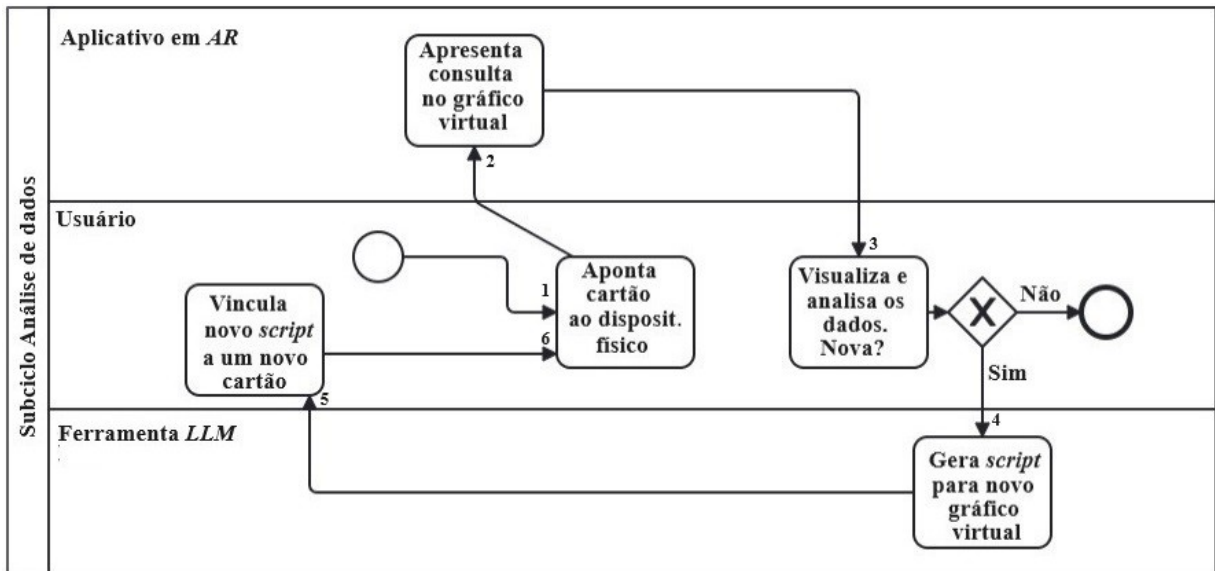 Subciclo Análise de dados
Aplicativo em AR
Apresenta
consulta
no gráfico
virtual
2
Usuário
3
Vincula
novo script
a um novo
cartão
1
6
Aponta
cartão
ao disposit.
físico
Visualiza e
analisa os
dados.
Nova?
X
Não
Sim
5
4
Ferramenta LLM
Gera script
para novo
gráfico
virtual